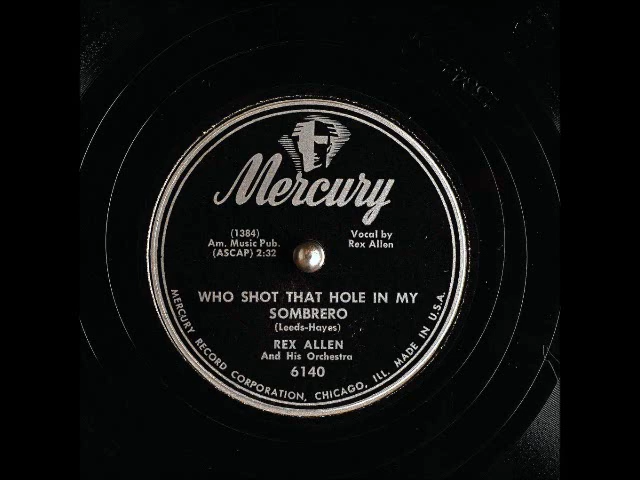 Mercury
(1384)
Am. Music Pub.
(ASCAP) 2:32
Vocal by
Rex Allen
WHO SHOT THAT HOLE IN MY
SOMBRERO
(Leeds-Hayes)
REX ALLEN
And His Orchestra
6140
MERCURY RECORD CORPORATION, CHICAGO, ILL. MADE IN U.S.A.